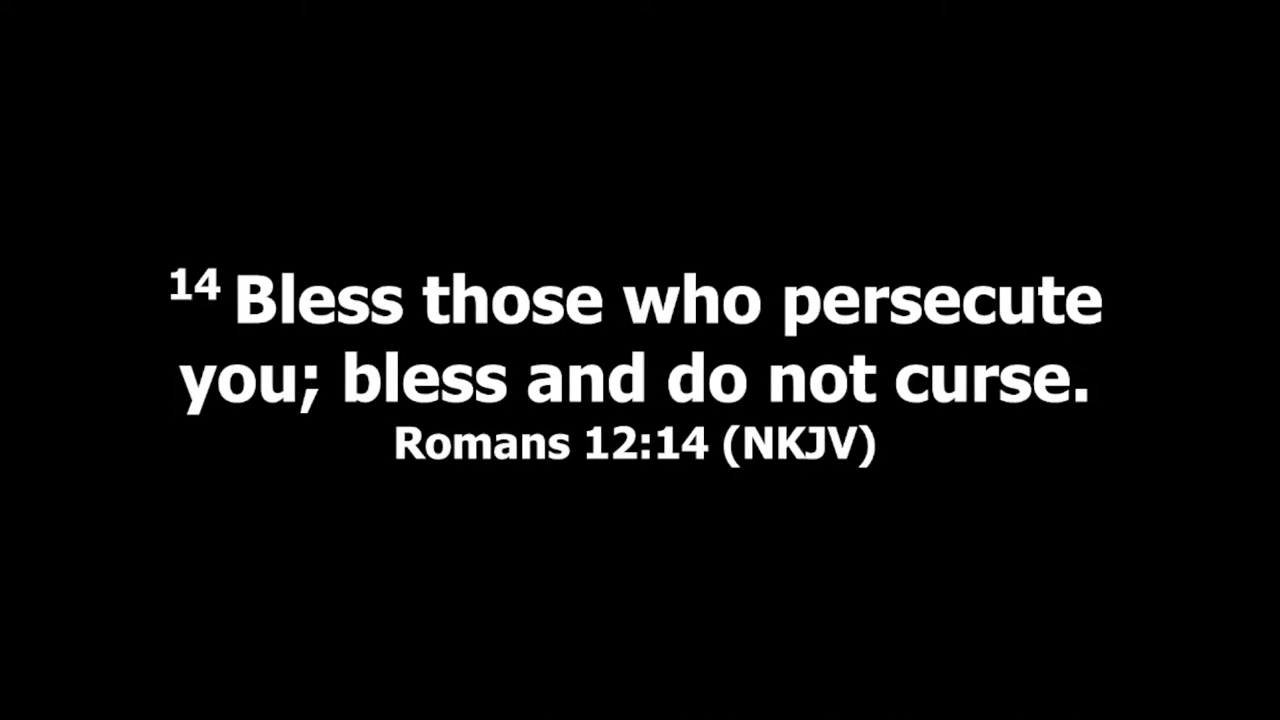 14 Bless those who persecute
you; bless and do not curse.
Romans 12:14 (NKJV)